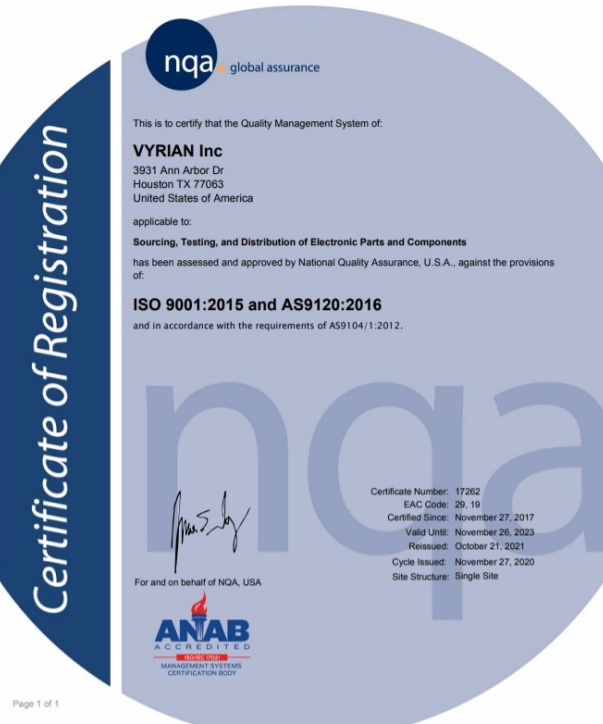 nqa.
global assurance
Certificate of Registration
This is to certify that the Quality Management System of:
VYRIAN Inc
3931 Ann Arbor Dr
Houston TX 77063
United States of America
applicable to:
Sourcing, Testing, and Distribution of Electronic Parts and Components
has been assessed and approved by National Quality Assurance, U.S.A., against the provisions
of:
ISO 9001:2015 and AS9120:2016
and in accordance with the requirements of AS9104/1:2012.
nqa
Certificate Number: 17262
EAC Code: 29, 19
Certified Since: November 27, 2017
Valid Until: November 26, 2023
Reissued: October 21, 2021
Cycle Issued: November 27, 2020
Site Structure: Single Site
For and on behalf of NQA, USA
ANAB
ACCREDITED
ISO/IEC 17021
MANAGEMENT SYSTEMS
CERTIFICATION BODY
Page 1 of 1